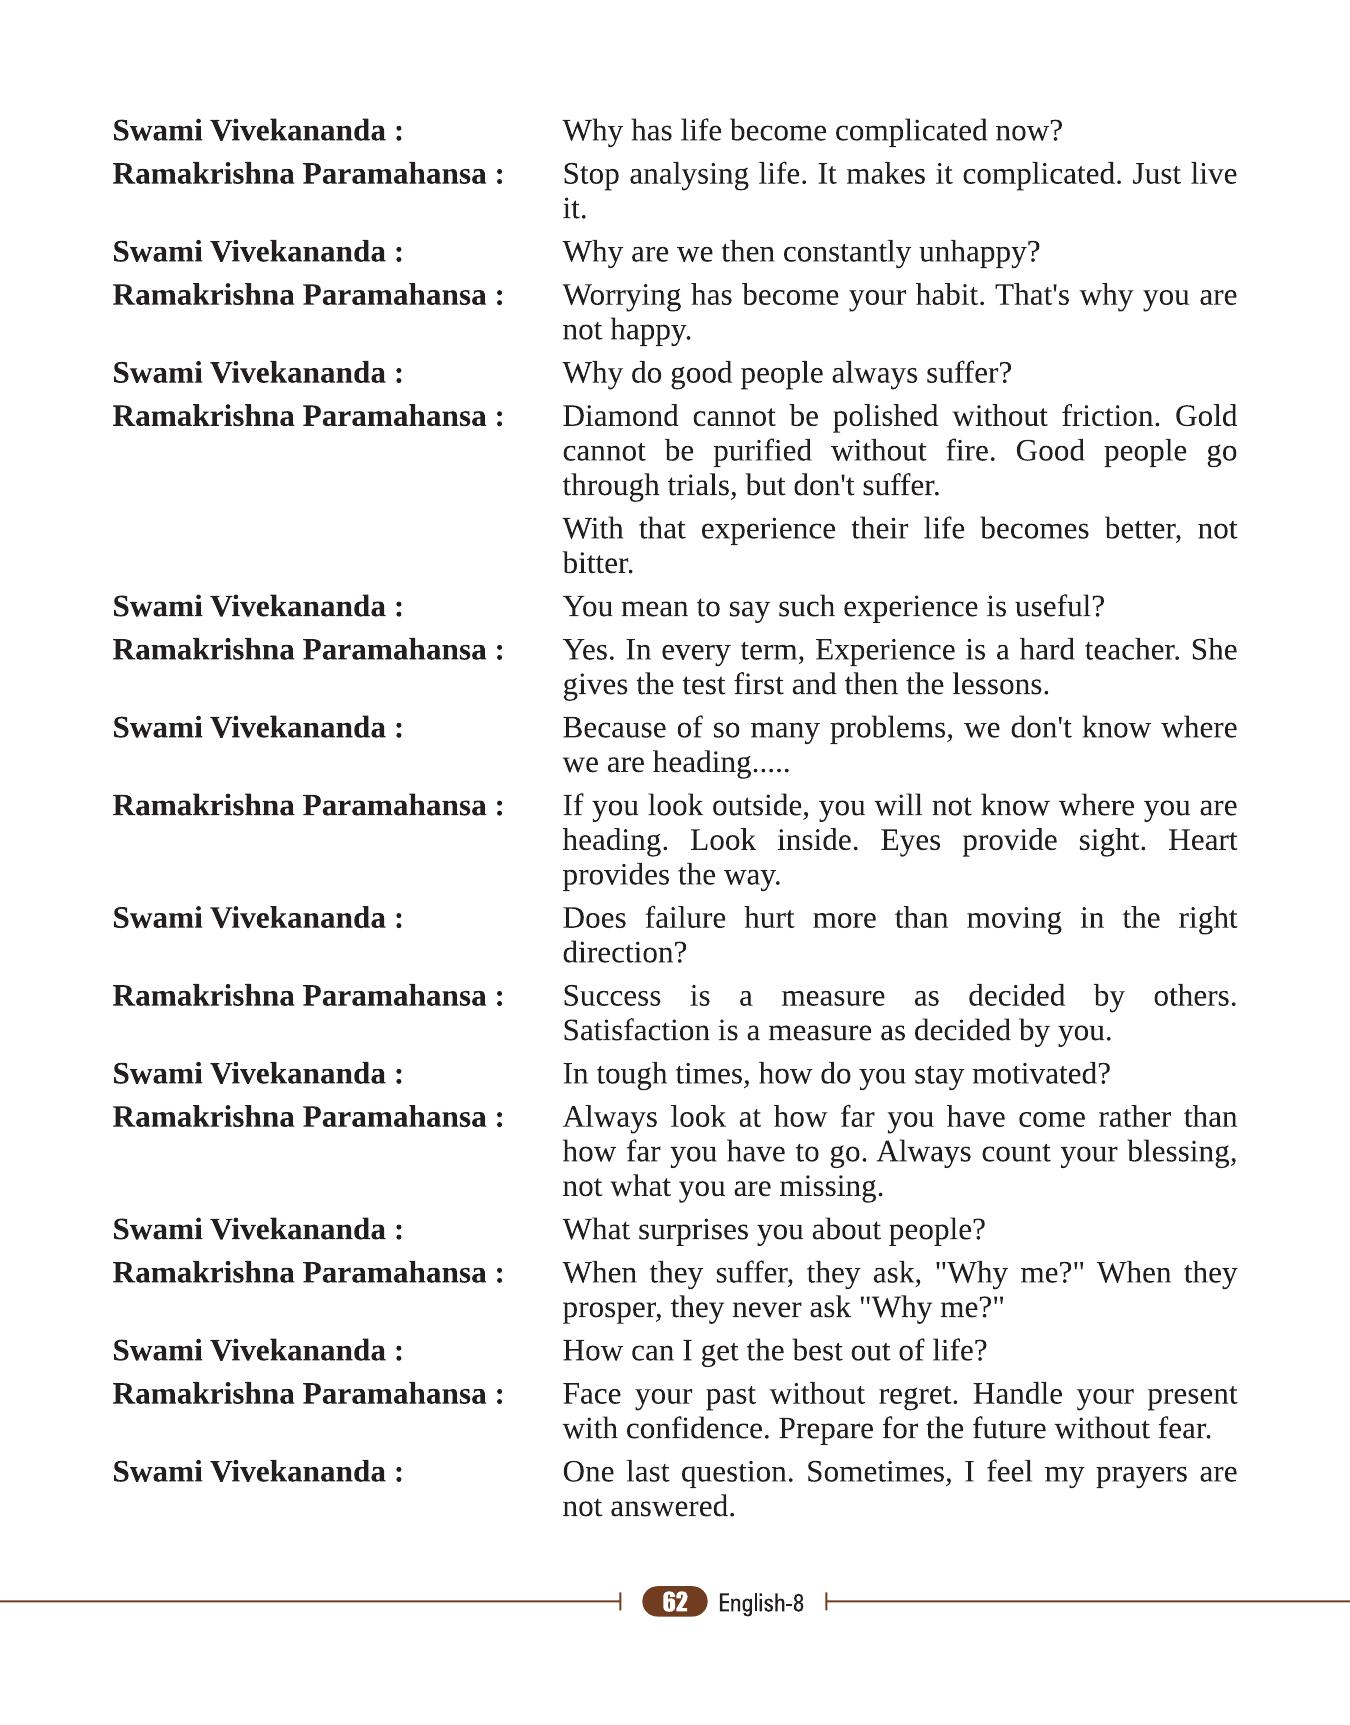 Swami Vivekananda : Why has life become complicated now?
Ramakrishna Paramahansa : Stop analysing life. It makes it complicated. Just live
it.
Swami Vivekananda : Why are we then constantly unhappy?
Ramakrishna Paramahansa : Worrying has become your habit. That's why you are
not happy.
Swami Vivekananda : Why do good people always suffer?
Ramakrishna Paramahansa : Diamond cannot be polished without friction. Gold
cannot be purified without fire. Good people go
through trials, but don't suffer.
With that experience their life becomes better, not
bitter.
Swami Vivekananda : You mean to say such experience is useful?
Ramakrishna Paramahansa : Yes. In every term, Experience is a hard teacher. She
gives the test first and then the lessons.
Swami Vivekananda : Because of so many problems, we don't know where
we are heading.....
Ramakrishna Paramahansa : If you look outside, you will not know where you are
heading. Look inside. Eyes provide sight. Heart
provides the way.
Swami Vivekananda : Does failure hurt more than moving in the right
direction?
Ramakrishna Paramahansa : Success is a measure as decided by others.
Satisfaction is a measure as decided by you.
Swami Vivekananda : In tough times, how do you stay motivated?
Ramakrishna Paramahansa : Always look at how far you have come rather than
how far you have to go. Always count your blessing,
not what you are missing.
Swami Vivekananda : What surprises you about people?
Ramakrishna Paramahansa : When they suffer, they ask, "Why me?" When they
prosper, they never ask "Why me?"
Swami Vivekananda : How can I get the best out of life?
Ramakrishna Paramahansa : Face your past without regret. Handle your present
with confidence. Prepare for the future without fear.
Swami Vivekananda : One last question. Sometimes, I feel my prayers are
not answered.
62 English-8